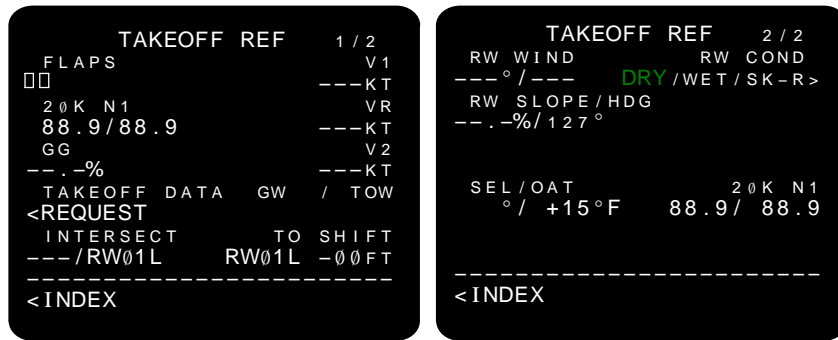 TAKEOFF REF 1/2
FLAPS V1
▯▯ ---KT
20K N1 VR
88.9/88.9 ---KT
GG V2
--.-% ---KT
TAKEOFF DATA GW / TOW
<REQUEST
INTERSECT TO SHIFT
---/RW01L RW01L -00FT
------------------------
<INDEX
TAKEOFF REF 2/2
RW WIND RW COND
---°/--- DRY/WET/SK-R>
RW SLOPE/HDG
--.-%/127°
SEL/OAT 20K N1
°/ +15°F 88.9/ 88.9
------------------------
<INDEX